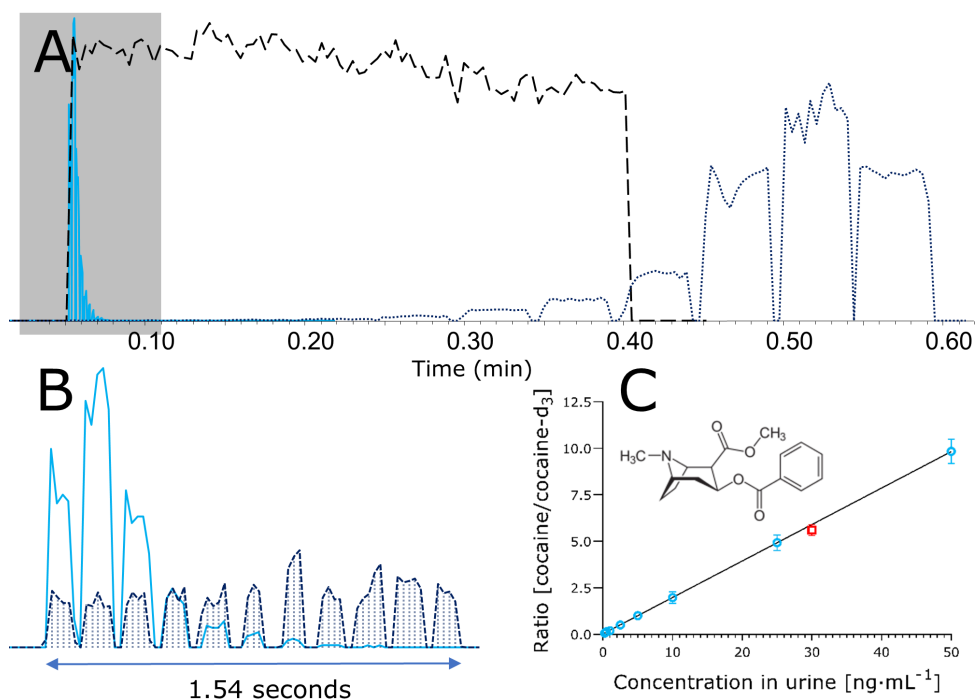 A
0.10
0.20
0.30
0.40
0.50
0.60
Time (min)
B
1.54 seconds
C
Ratio [cocaine/cocaine-d₃]
12.5
10.0
7.5
5.0
2.5
0.0
0
10
20
30
40
50
Concentration in urine [ng·mL⁻¹]
O
CH₃
O
H₃C
N
O
O